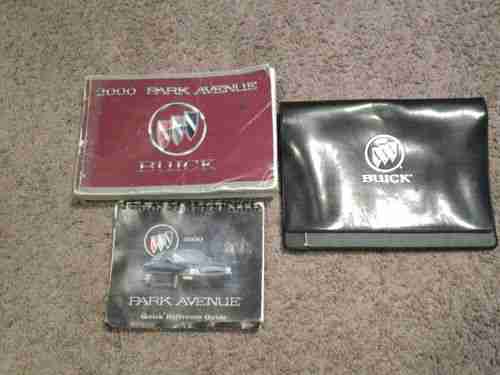 2000 PARK AVENUE
BUICK
BUICK
2000
PARK AVENUE
Quick Reference Guide